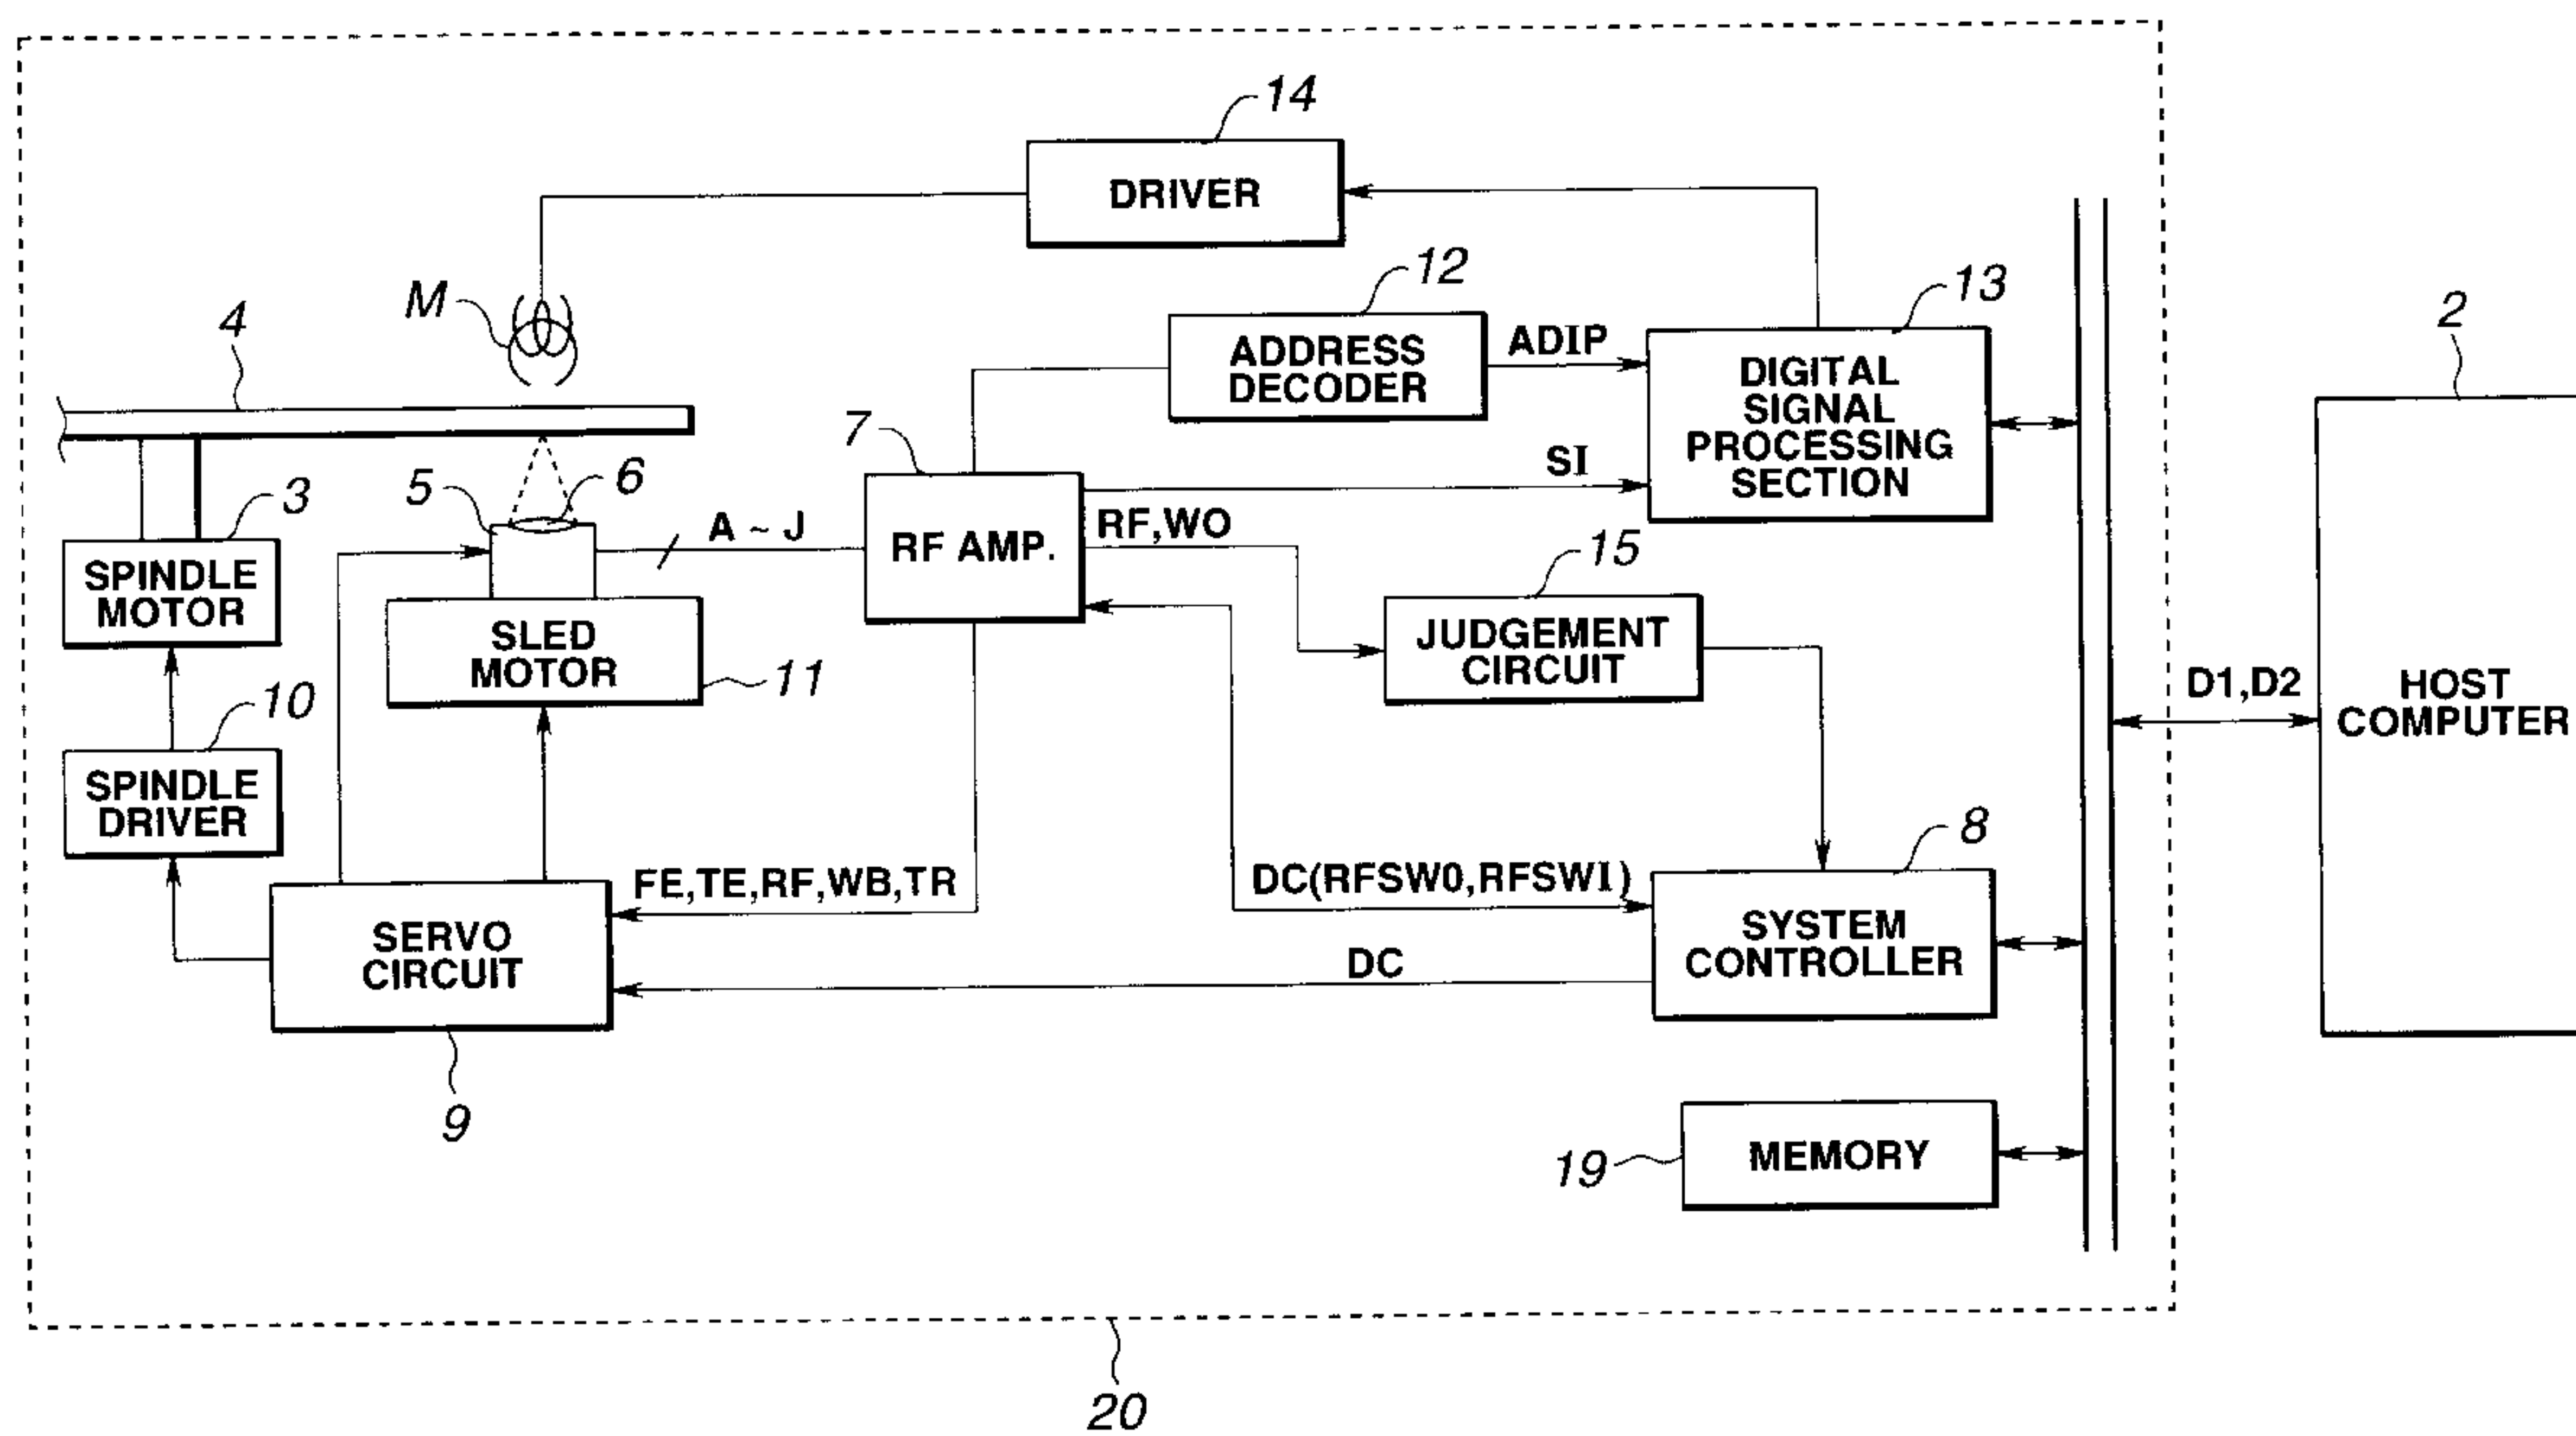 14
DRIVER
M
4
12
ADDRESS
DECODER
ADIP
13
DIGITAL
SIGNAL
PROCESSING
SECTION
2
HOST
COMPUTER
D1,D2
7
RF AMP.
SI
RF,WO
5
6
A ~ J
3
SPINDLE
MOTOR
SLED
MOTOR
11
15
JUDGEMENT
CIRCUIT
10
SPINDLE
DRIVER
FE,TE,RF,WB,TR
DC(RFSW0,RFSWI)
8
SYSTEM
CONTROLLER
SERVO
CIRCUIT
DC
9
19
MEMORY
20